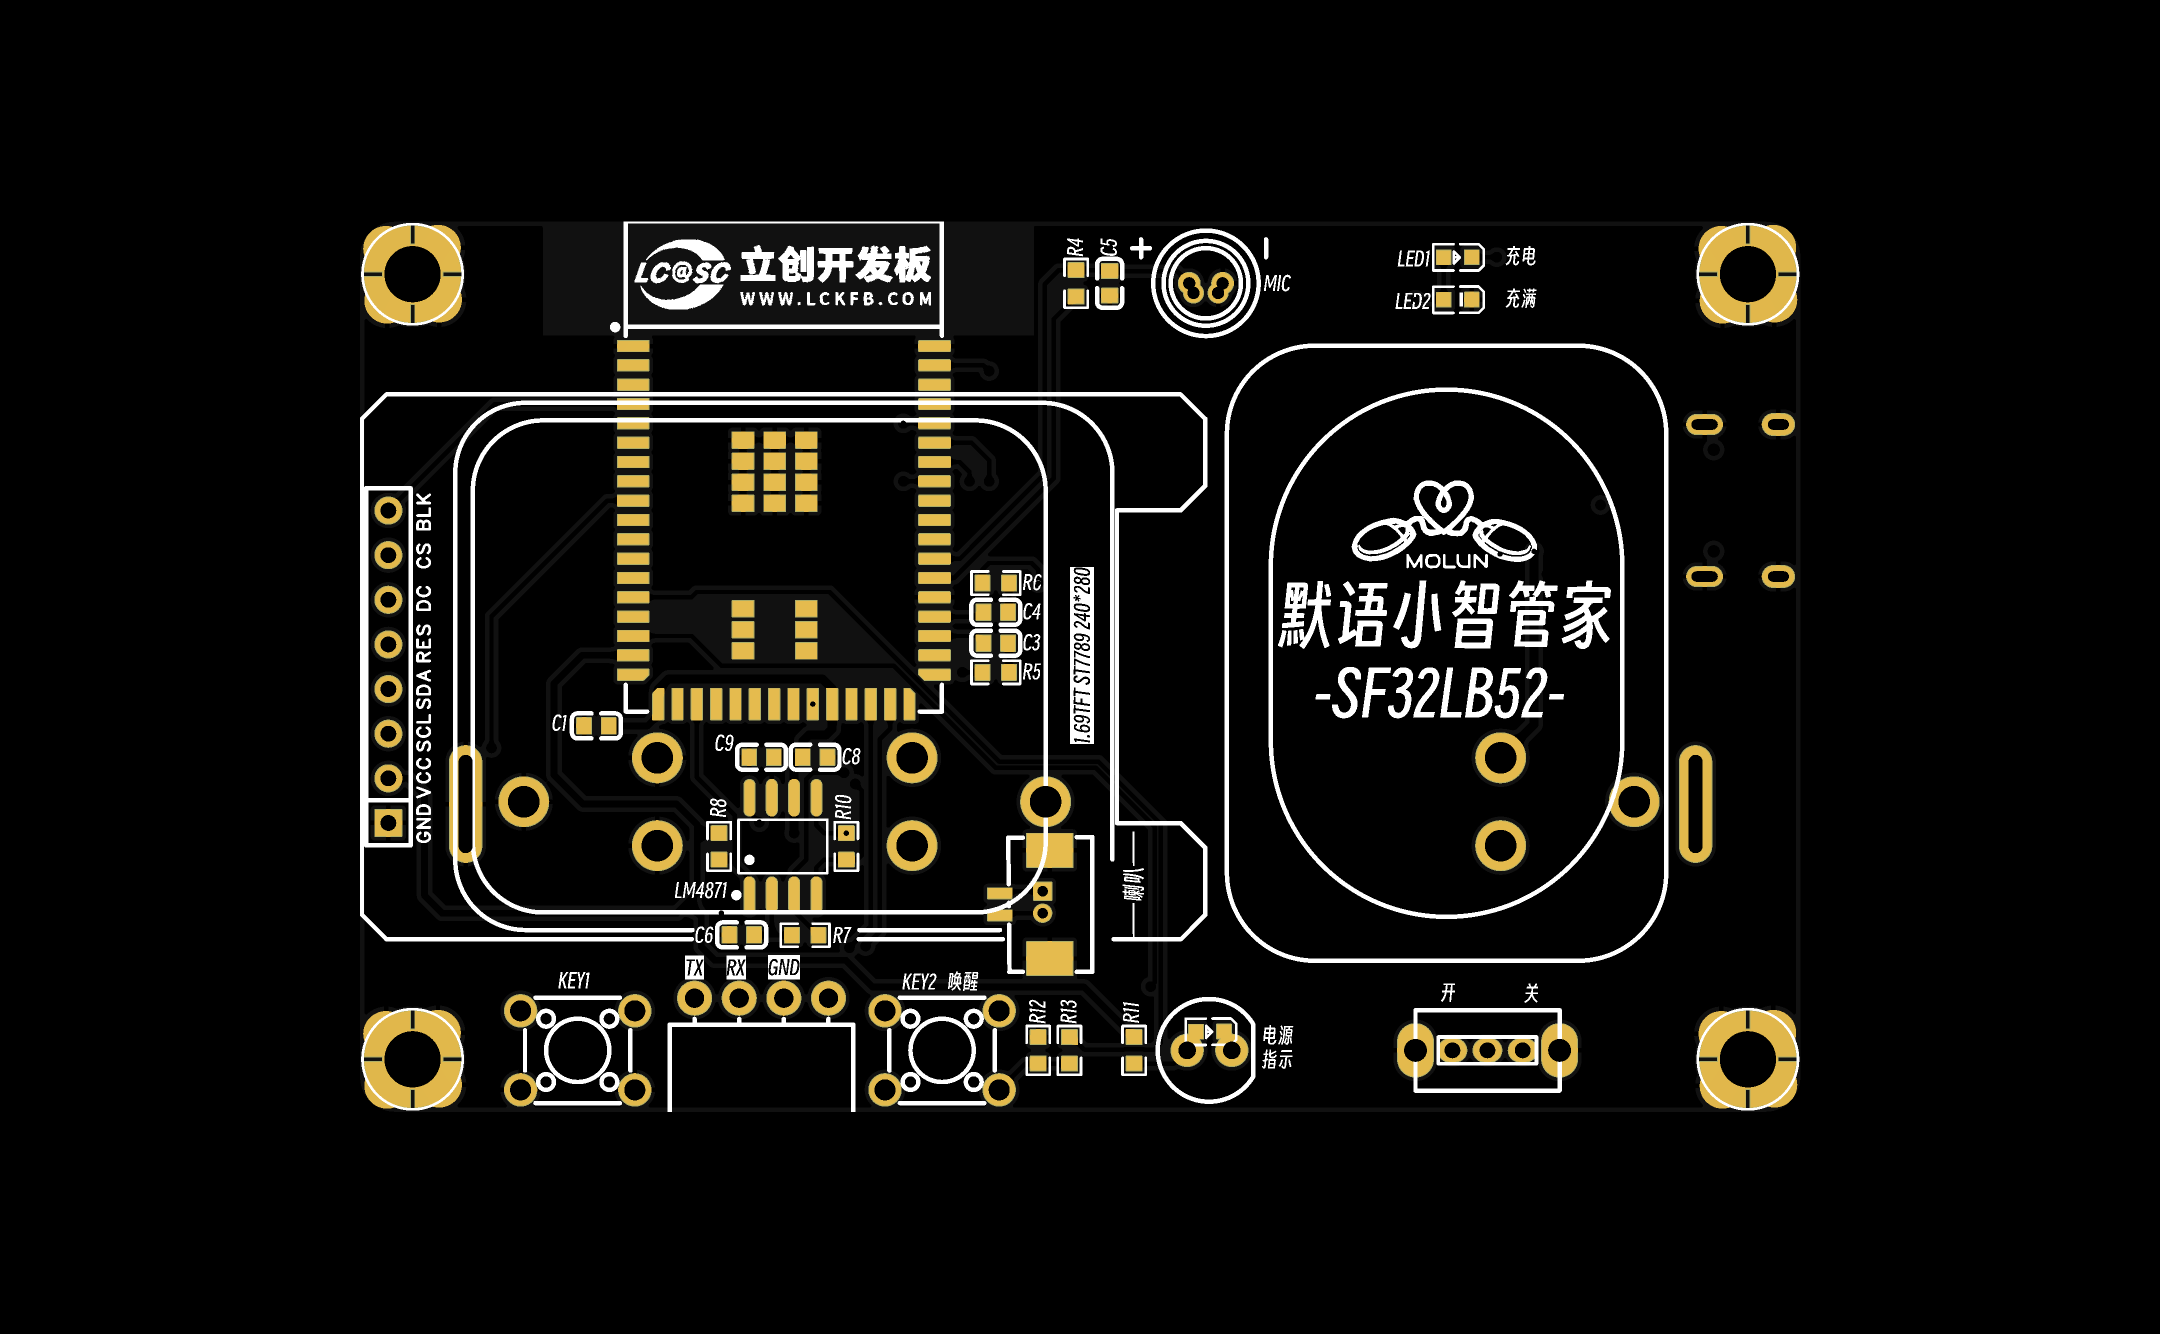 LC@SC 立创开发板
WWW.LCKFB.COM
R4
C5
+
-
MIC
LED1
充电
LED2
充满
BLK
CS
DC
RES
SDA
SCL
VCC
GND
RC
C4
C3
R5
1.69TFT ST7789 240*280
MOLUN
默语小智管家
-SF32LB52-
C1
C9
C8
R8
R10
LM4871
喇叭
C6
R7
TX
RX
GND
KEY1
KEY2 唤醒
R12
R13
R11
电源
指示
开
关